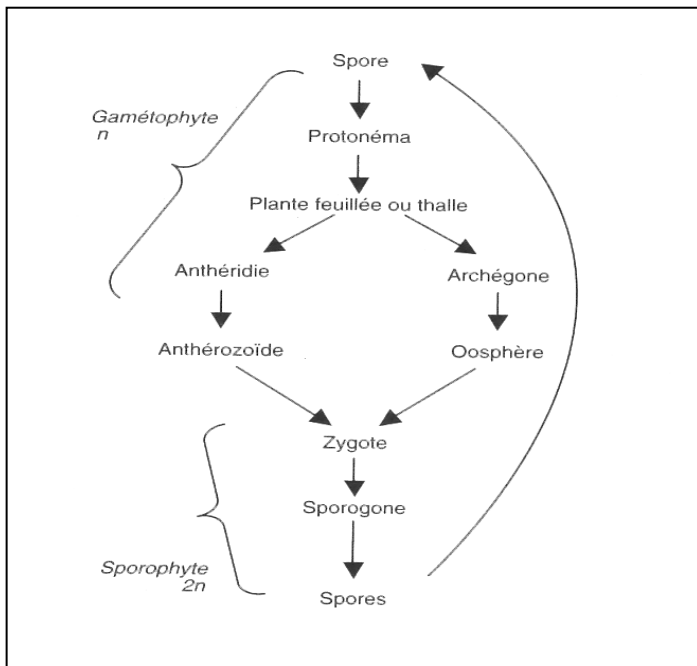 Spore
Gamétophyte
n
Protonéma
Plante feuillée ou thalle
Anthéridie
Archégone
Anthérozoïde
Oosphère
Zygote
Sporogone
Sporophyte
2n
Spores